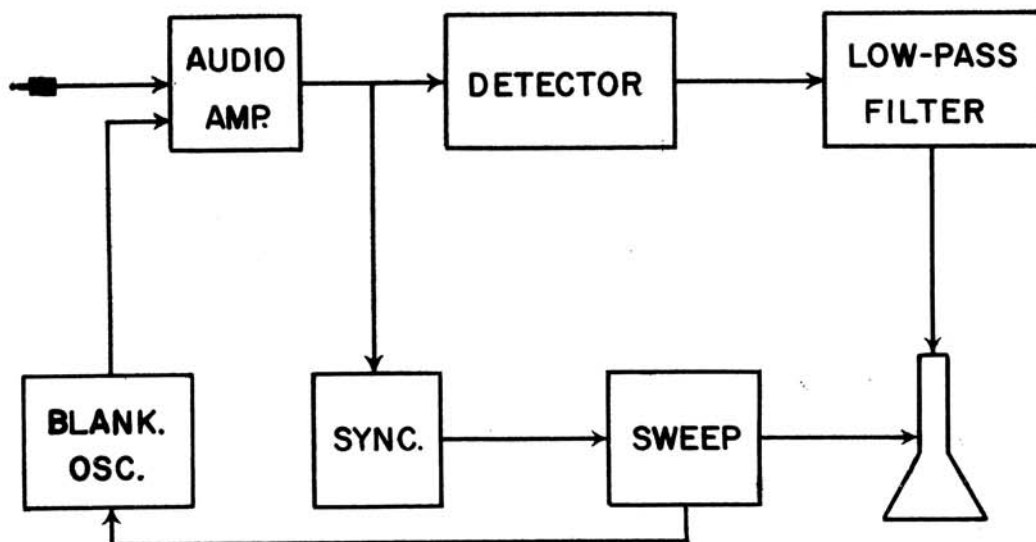 AUDIO
AMP.
DETECTOR
LOW-PASS
FILTER
BLANK.
OSC.
SYNC.
SWEEP